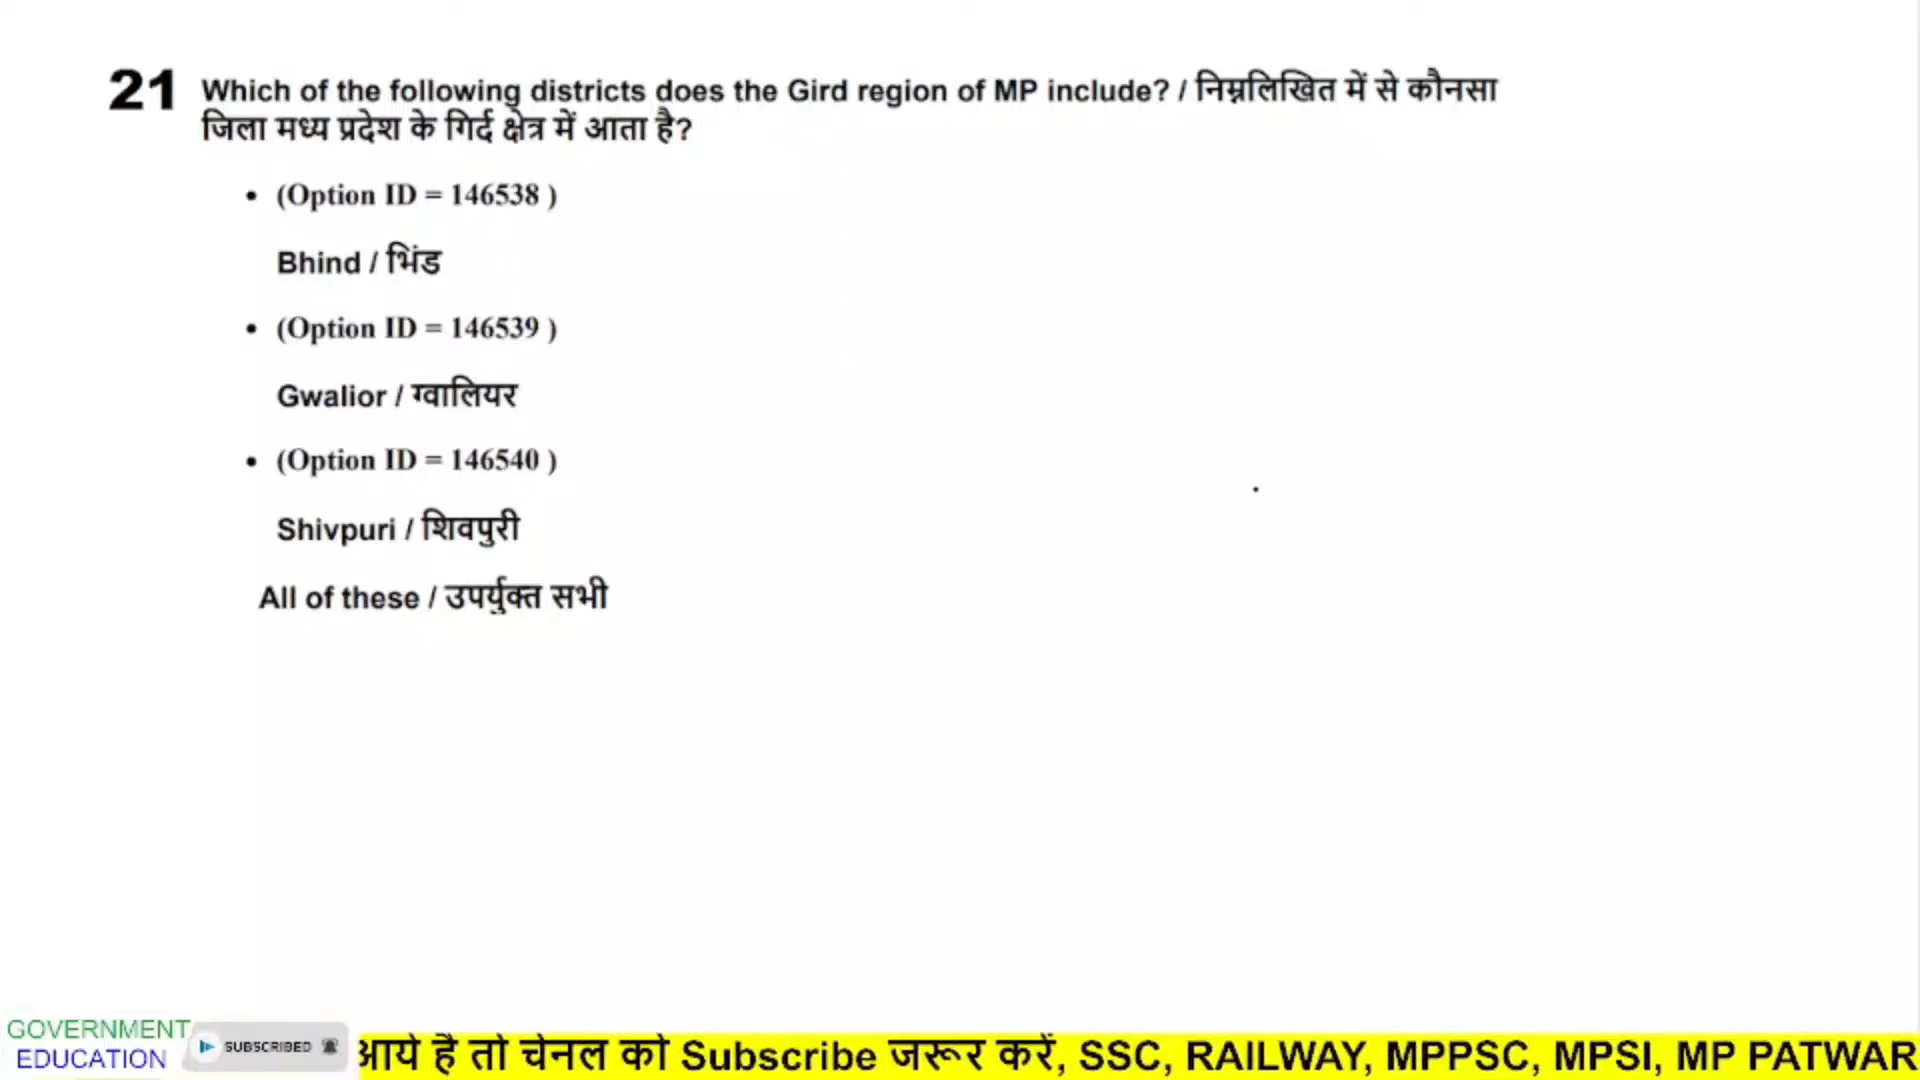 21 Which of the following districts does the Gird region of MP include? / निम्नलिखित में से कौनसा
जिला मध्य प्रदेश के गिर्द क्षेत्र में आता है?
• (Option ID = 146538 )
Bhind / भिंड
• (Option ID = 146539 )
Gwalior / ग्वालियर
• (Option ID = 146540 )
Shivpuri / शिवपुरी
All of these / उपर्युक्त सभी
GOVERNMENT
EDUCATION
SUBSCRIBED
आये है तो चेनल को Subscribe जरूर करें, SSC, RAILWAY, MPPSC, MPSI, MP PATWAR